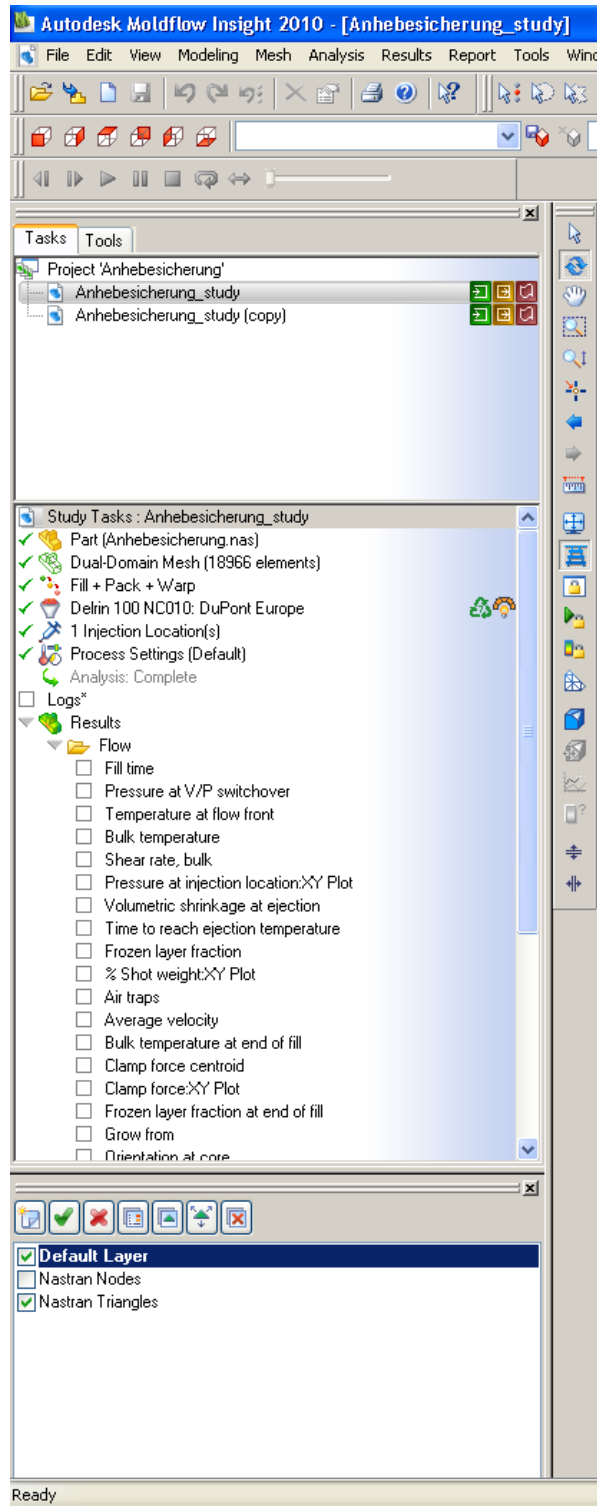 Autodesk Moldflow Insight 2010 - [Anhebesicherung_study]
File Edit View Modeling Mesh Analysis Results Report Tools Wind
Tasks Tools
Project 'Anhebesicherung'
Anhebesicherung_study
Anhebesicherung_study (copy)
Study Tasks : Anhebesicherung_study
Part (Anhebesicherung.nas)
Dual-Domain Mesh (18966 elements)
Fill + Pack + Warp
Delrin 100 NC010: DuPont Europe
1 Injection Location(s)
Process Settings (Default)
Analysis: Complete
Logs*
Results
Flow
Fill time
Pressure at V/P switchover
Temperature at flow front
Bulk temperature
Shear rate, bulk
Pressure at injection location:XY Plot
Volumetric shrinkage at ejection
Time to reach ejection temperature
Frozen layer fraction
% Shot weight:XY Plot
Air traps
Average velocity
Bulk temperature at end of fill
Clamp force centroid
Clamp force:XY Plot
Frozen layer fraction at end of fill
Grow from
Orientation at core
Default Layer
Nastran Nodes
Nastran Triangles
Ready